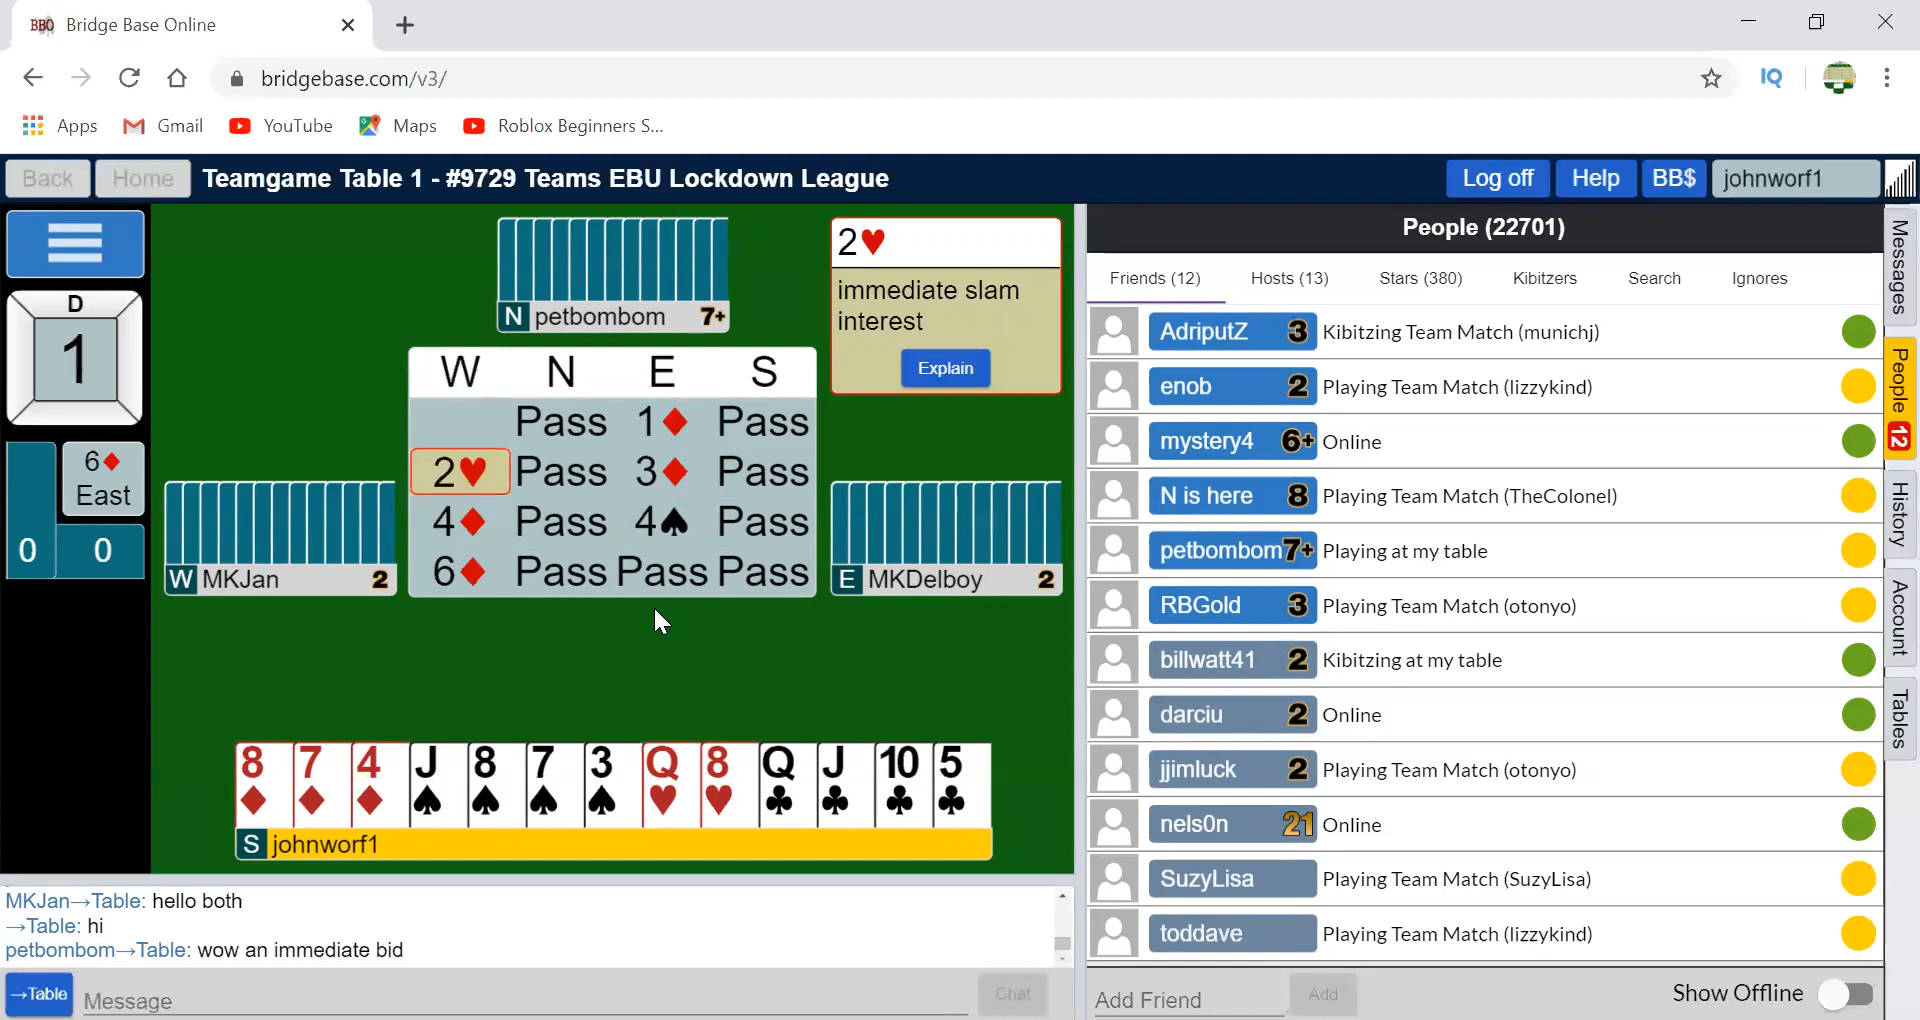 BBO Bridge Base Online
bridgebase.com/v3/
IQ
Apps Gmail YouTube Maps Roblox Beginners S...
Back Home Teamgame Table 1 - #9729 Teams EBU Lockdown League Log off Help BB$ johnworf1
D
1
6♦
East
0 0
N petbombom 7+
2♥
immediate slam
interest
Explain
W N E S
Pass 1♦ Pass
2♥ Pass 3♦ Pass
4♦ Pass 4♠ Pass
6♦ Pass Pass Pass
W MKJan 2
E MKDelboy 2
8♦ 7♦ 4♦ J♠ 8♠ 7♠ 3♠ Q♥ 8♥ Q♣ J♣ 10♣ 5♣
S johnworf1
MKJan→Table: hello both
→Table: hi
petbombom→Table: wow an immediate bid
→Table Message Chat
People (22701)
Friends (12) Hosts (13) Stars (380) Kibitzers Search Ignores
AdriputZ 3 Kibitzing Team Match (munichj)
enob 2 Playing Team Match (lizzykind)
mystery4 6+ Online
N is here 8 Playing Team Match (TheColonel)
petbombom 7+ Playing at my table
RBGold 3 Playing Team Match (otonyo)
billwatt41 2 Kibitzing at my table
darciu 2 Online
jjimluck 2 Playing Team Match (otonyo)
nels0n 21 Online
SuzyLisa Playing Team Match (SuzyLisa)
toddave Playing Team Match (lizzykind)
Add Friend Add Show Offline
Messages
People 12
History
Account
Tables